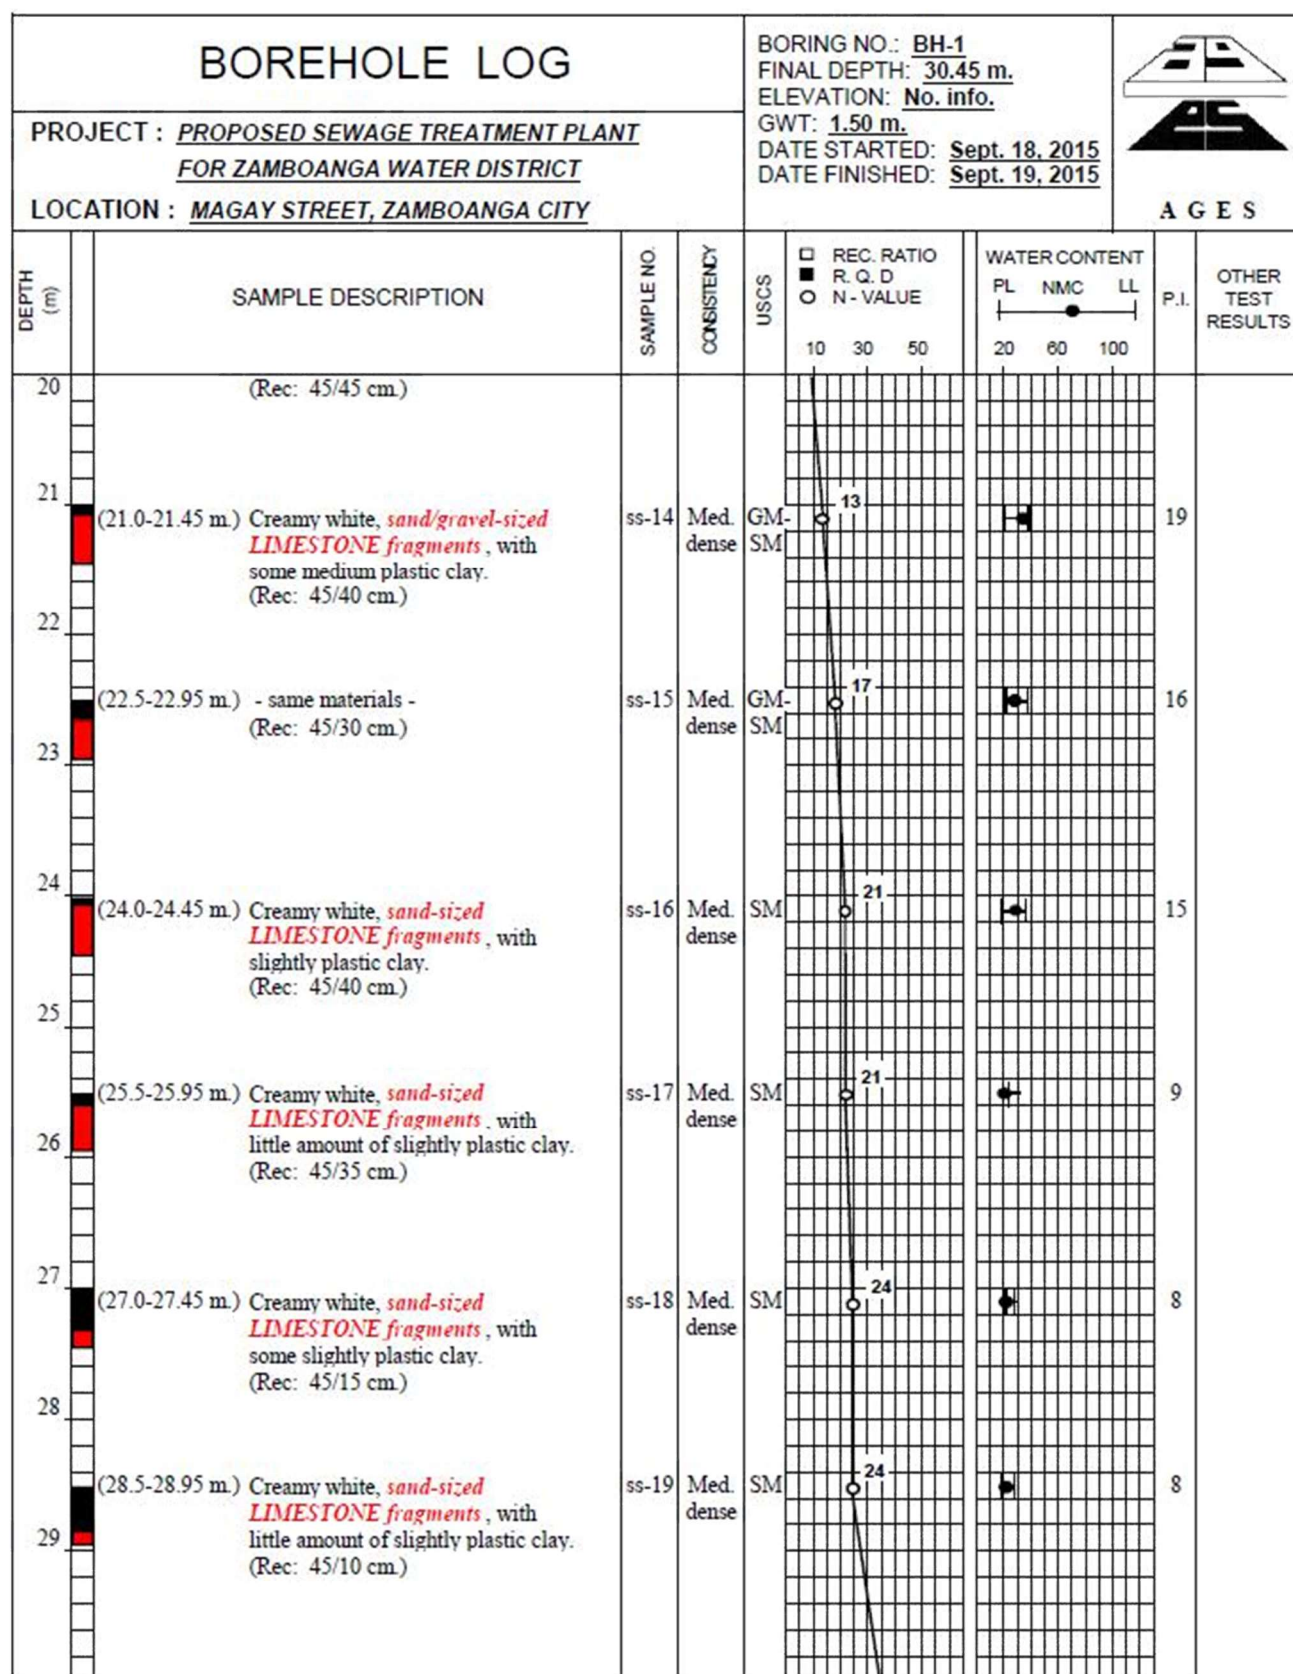 BOREHOLE LOG
PROJECT : PROPOSED SEWAGE TREATMENT PLANT
FOR ZAMBOANGA WATER DISTRICT
LOCATION : MAGAY STREET, ZAMBOANGA CITY
BORING NO.: BH-1
FINAL DEPTH: 30.45 m.
ELEVATION: No. info.
GWT: 1.50 m.
DATE STARTED: Sept. 18, 2015
DATE FINISHED: Sept. 19, 2015
A G E S
DEPTH
(m)
SAMPLE DESCRIPTION
SAMPLE NO.
CONSISTENCY
USCS
REC. RATIO
R. Q. D
N - VALUE
10 30 50
WATER CONTENT
PL NMC LL
20 60 100
P.I.
OTHER
TEST
RESULTS
20 (Rec: 45/45 cm.)
21
(21.0-21.45 m.) Creamy white, sand/gravel-sized ss-14 Med. GM- 13 19
LIMESTONE fragments , with dense SM
some medium plastic clay.
(Rec: 45/40 cm.)
22
(22.5-22.95 m.) - same materials - ss-15 Med. GM- 17 16
(Rec: 45/30 cm.) dense SM
23
24
(24.0-24.45 m.) Creamy white, sand-sized ss-16 Med. SM 21 15
LIMESTONE fragments , with dense
slightly plastic clay.
(Rec: 45/40 cm.)
25
(25.5-25.95 m.) Creamy white, sand-sized ss-17 Med. SM 21 9
LIMESTONE fragments , with dense
26 little amount of slightly plastic clay.
(Rec: 45/35 cm.)
27
(27.0-27.45 m.) Creamy white, sand-sized ss-18 Med. SM 24 8
LIMESTONE fragments , with dense
some slightly plastic clay.
(Rec: 45/15 cm.)
28
(28.5-28.95 m.) Creamy white, sand-sized ss-19 Med. SM 24 8
LIMESTONE fragments , with dense
29 little amount of slightly plastic clay.
(Rec: 45/10 cm.)